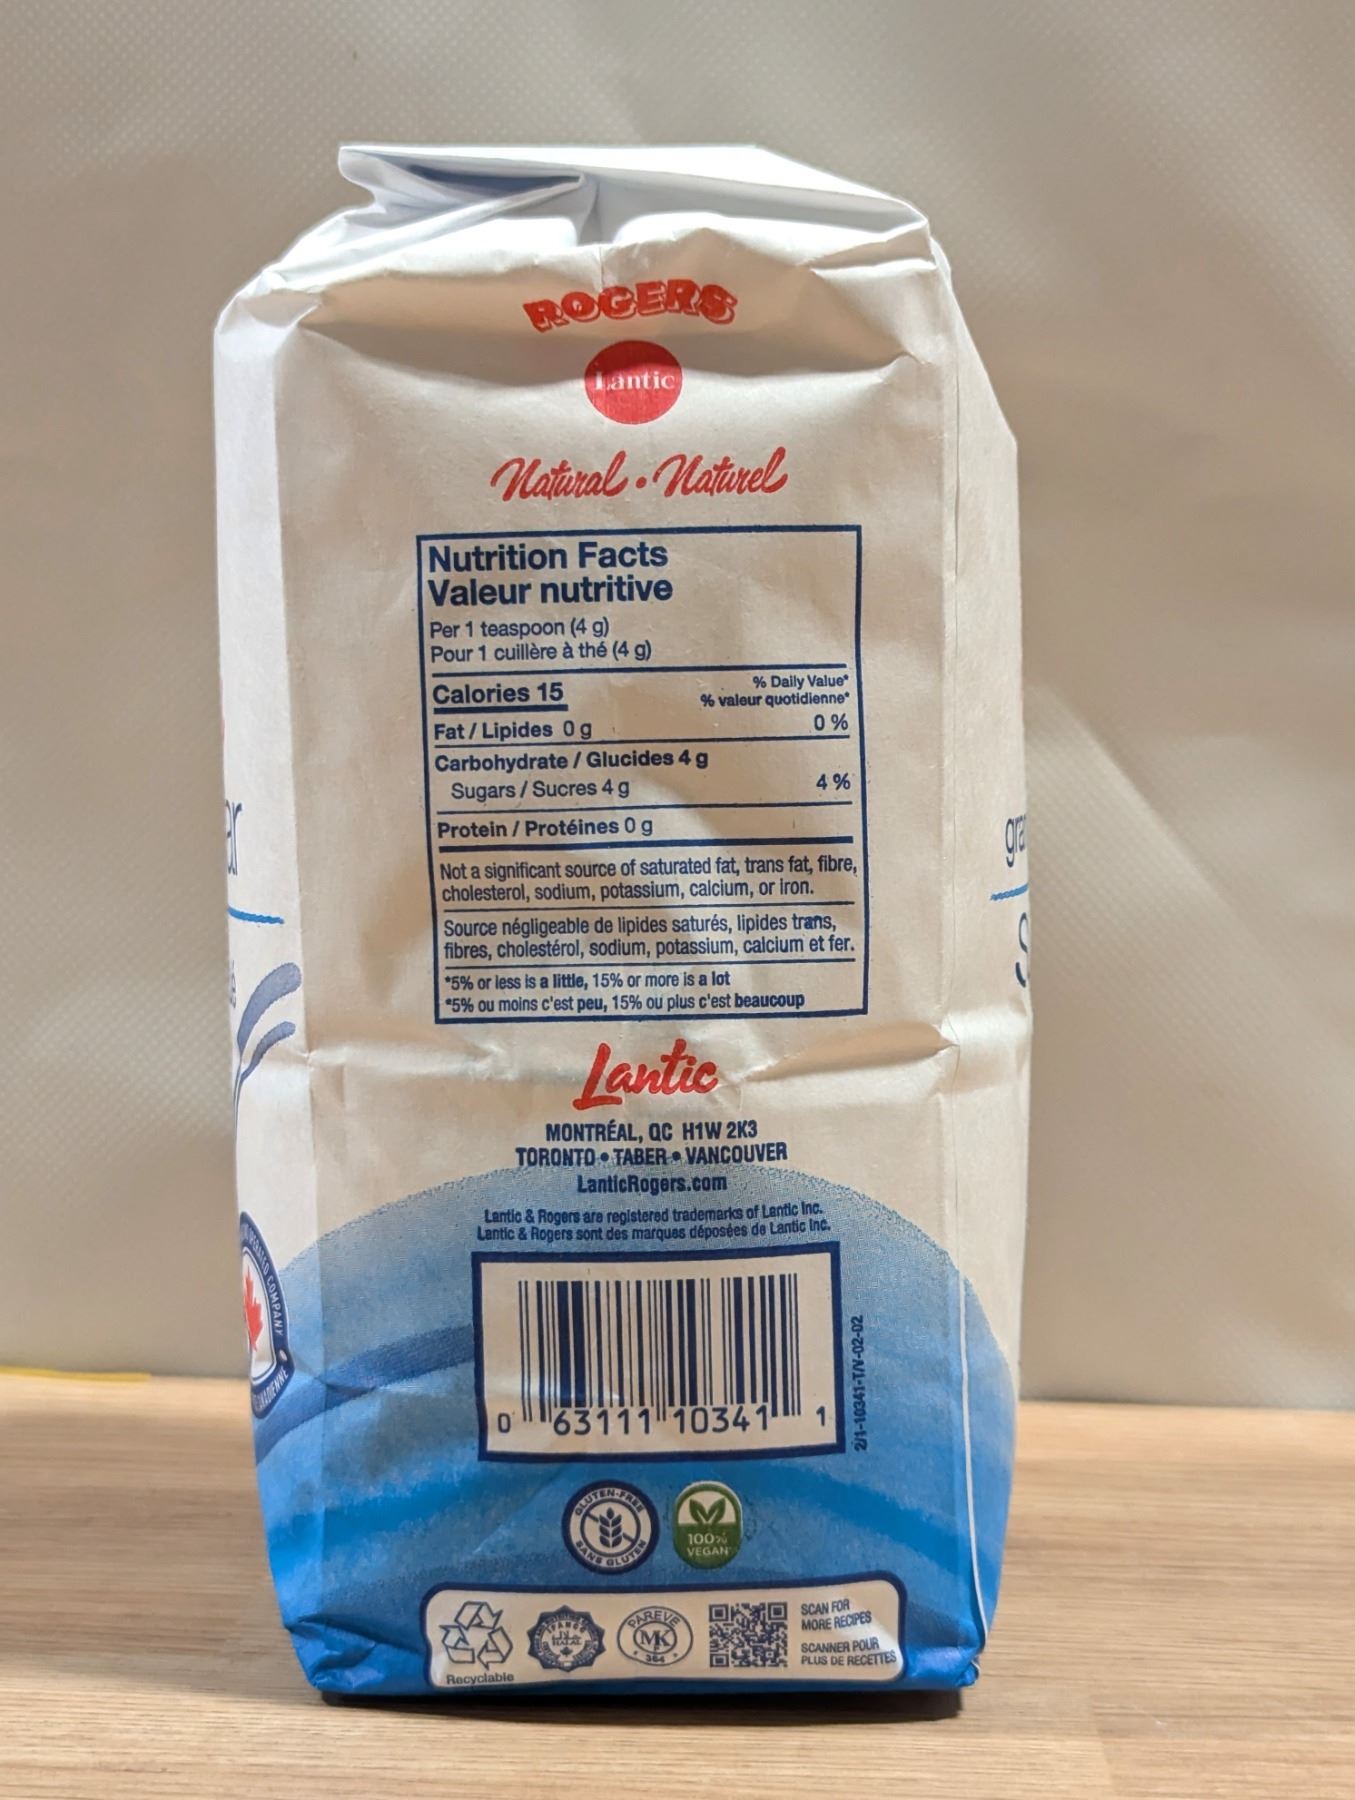 ROGERS
Lantic
Natural • Naturel
Nutrition Facts
Valeur nutritive
Per 1 teaspoon (4 g)
Pour 1 cuillère à thé (4 g)
% Daily Value*
Calories 15
% valeur quotidienne*
Fat / Lipides 0 g 0 %
Carbohydrate / Glucides 4 g
Sugars / Sucres 4 g 4 %
Protein / Protéines 0 g
Not a significant source of saturated fat, trans fat, fibre,
cholesterol, sodium, potassium, calcium, or iron.
Source négligeable de lipides saturés, lipides trans,
fibres, cholestérol, sodium, potassium, calcium et fer.
*5% or less is a little, 15% or more is a lot
*5% ou moins c'est peu, 15% ou plus c'est beaucoup
Lantic
MONTRÉAL, QC H1W 2K3
TORONTO • TABER • VANCOUVER
LanticRogers.com
Lantic & Rogers are registered trademarks of Lantic Inc.
Lantic & Rogers sont des marques déposées de Lantic Inc.
COMPANY
0 63111 10341 1
2/1-10341-T/V-02-02
GLUTEN-FREE
SANS GLUTEN
100%
VEGAN
Recyclable
HALAL
PAREVE
MK
364
SCAN FOR
MORE RECIPES
SCANNER POUR
PLUS DE RECETTES